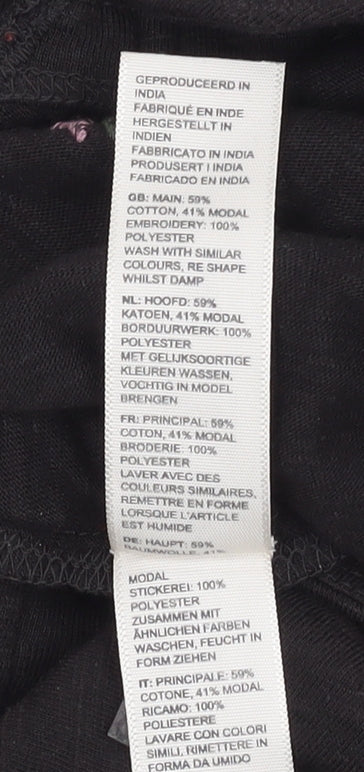 GEPRODUCEERD IN
INDIA
FABRIQUÉ EN INDE
HERGESTELLT IN
INDIEN
FABBRICATO IN INDIA
PRODUSERT I INDIA
FABRICADO EN INDIA
GB: MAIN: 59%
COTTON, 41% MODAL
EMBROIDERY: 100%
POLYESTER
WASH WITH SIMILAR
COLOURS, RE SHAPE
WHILST DAMP
NL: HOOFD: 59%
KATOEN, 41% MODAL
BORDUURWERK: 100%
POLYESTER
MET GELIJKSOORTIGE
KLEUREN WASSEN,
VOCHTIG IN MODEL
BRENGEN
FR: PRINCIPAL: 59%
COTON, 41% MODAL
BRODERIE: 100%
POLYESTER
LAVER AVEC DES
COULEURS SIMILAIRES,
REMETTRE EN FORME
LORSQUE L'ARTICLE
EST HUMIDE
DE: HAUPT: 59%
BAUMWOLLE, 41%
MODAL
STICKEREI: 100%
POLYESTER
ZUSAMMEN MIT
ÄHNLICHEN FARBEN
WASCHEN, FEUCHT IN
FORM ZIEHEN
IT: PRINCIPALE: 59%
COTONE, 41% MODAL
RICAMO: 100%
POLIESTERE
LAVARE CON COLORI
SIMILI, RIMETTERE IN
FORMA DA UMIDO